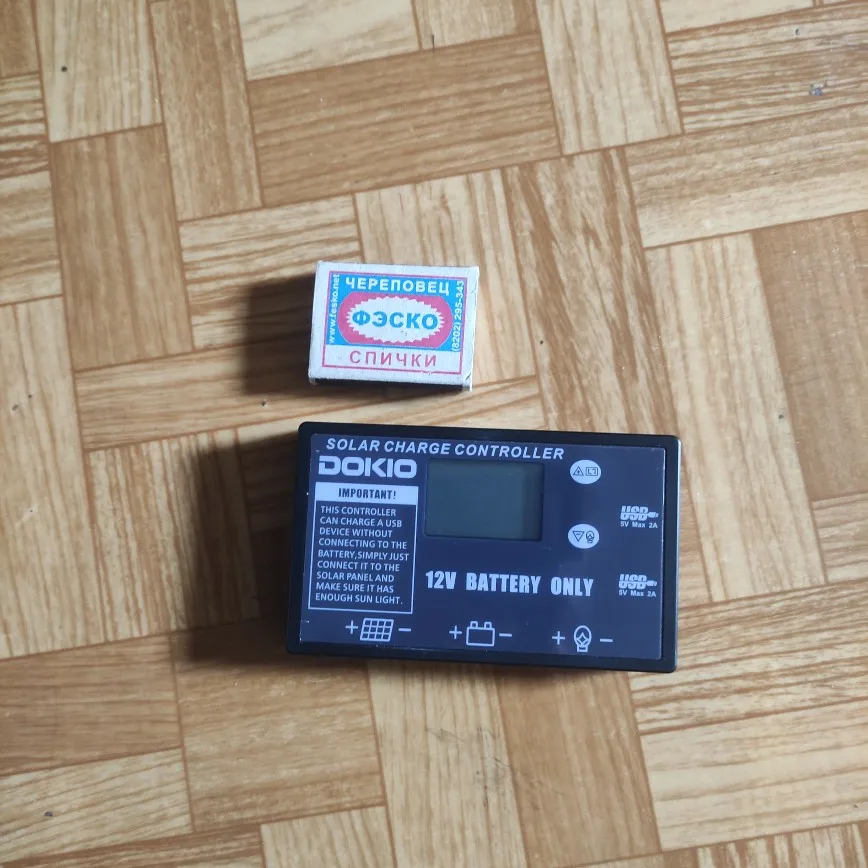 ЧЕРЕПОВЕЦ
www.fesko.net
ФЭСКО
(8202) 295-343
СПИЧКИ
SOLAR CHARGE CONTROLLER
DOKIO
IMPORTANT!
THIS CONTROLLER
CAN CHARGE A USB
DEVICE WITHOUT
CONNECTING TO THE
BATTERY,SIMPLY JUST
CONNECT IT TO THE
SOLAR PANEL AND
MAKE SURE IT HAS
ENOUGH SUN LIGHT.
12V BATTERY ONLY
USB
5V Max 2A
USB
5V Max 2A
+ −
+ −
+ −